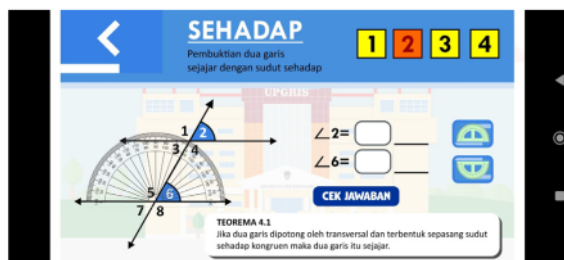 SEHADAP
Pembuktian dua garis
sejajar dengan sudut sehadap
1 2 3 4
UPGRIS
1 2
3 4
5 6
7 8
∠2=
∠6=
CEK JAWABAN
TEOREMA 4.1
Jika dua garis dipotong oleh transversal dan terbentuk sepasang sudut
sehadap kongruen maka dua garis itu sejajar.